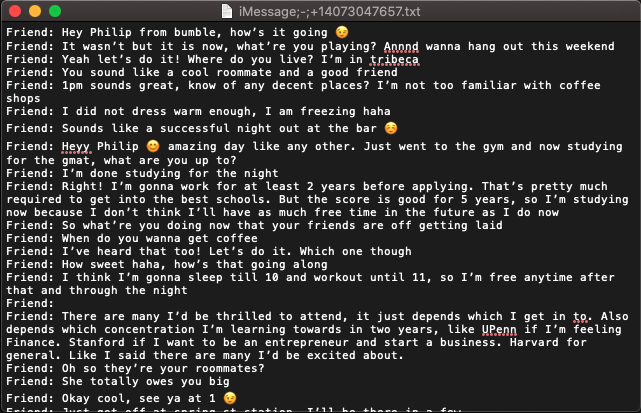 iMessage;-;+14073047657.txt
Friend: Hey Philip from bumble, how’s it going 😉
Friend: It wasn’t but it is now, what’re you playing? Annnd wanna hang out this weekend
Friend: Yeah let’s do it! Where do you live? I’m in tribeca
Friend: You sound like a cool roommate and a good friend
Friend: 1pm sounds great, know of any decent places? I’m not too familiar with coffee
shops
Friend: I did not dress warm enough, I am freezing haha
Friend: Sounds like a successful night out at the bar ☺️
Friend: Heyy Philip 😊 amazing day like any other. Just went to the gym and now studying
for the gmat, what are you up to?
Friend: I’m done studying for the night
Friend: Right! I’m gonna work for at least 2 years before applying. That’s pretty much
required to get into the best schools. But the score is good for 5 years, so I’m studying
now because I don’t think I’ll have as much free time in the future as I do now
Friend: So what’re you doing now that your friends are off getting laid
Friend: When do you wanna get coffee
Friend: I’ve heard that too! Let’s do it. Which one though
Friend: How sweet haha, how’s that going along
Friend: I think I’m gonna sleep till 10 and workout until 11, so I’m free anytime after
that and through the night
Friend:
Friend: There are many I’d be thrilled to attend, it just depends which I get in to. Also
depends which concentration I’m learning towards in two years, like UPenn if I’m feeling
Finance. Stanford if I want to be an entrepreneur and start a business. Harvard for
general. Like I said there are many I’d be excited about.
Friend: Oh so they’re your roommates?
Friend: She totally owes you big
Friend: Okay cool, see ya at 1 😉
Friend: Just got off at spring st station, I’ll be there in a few